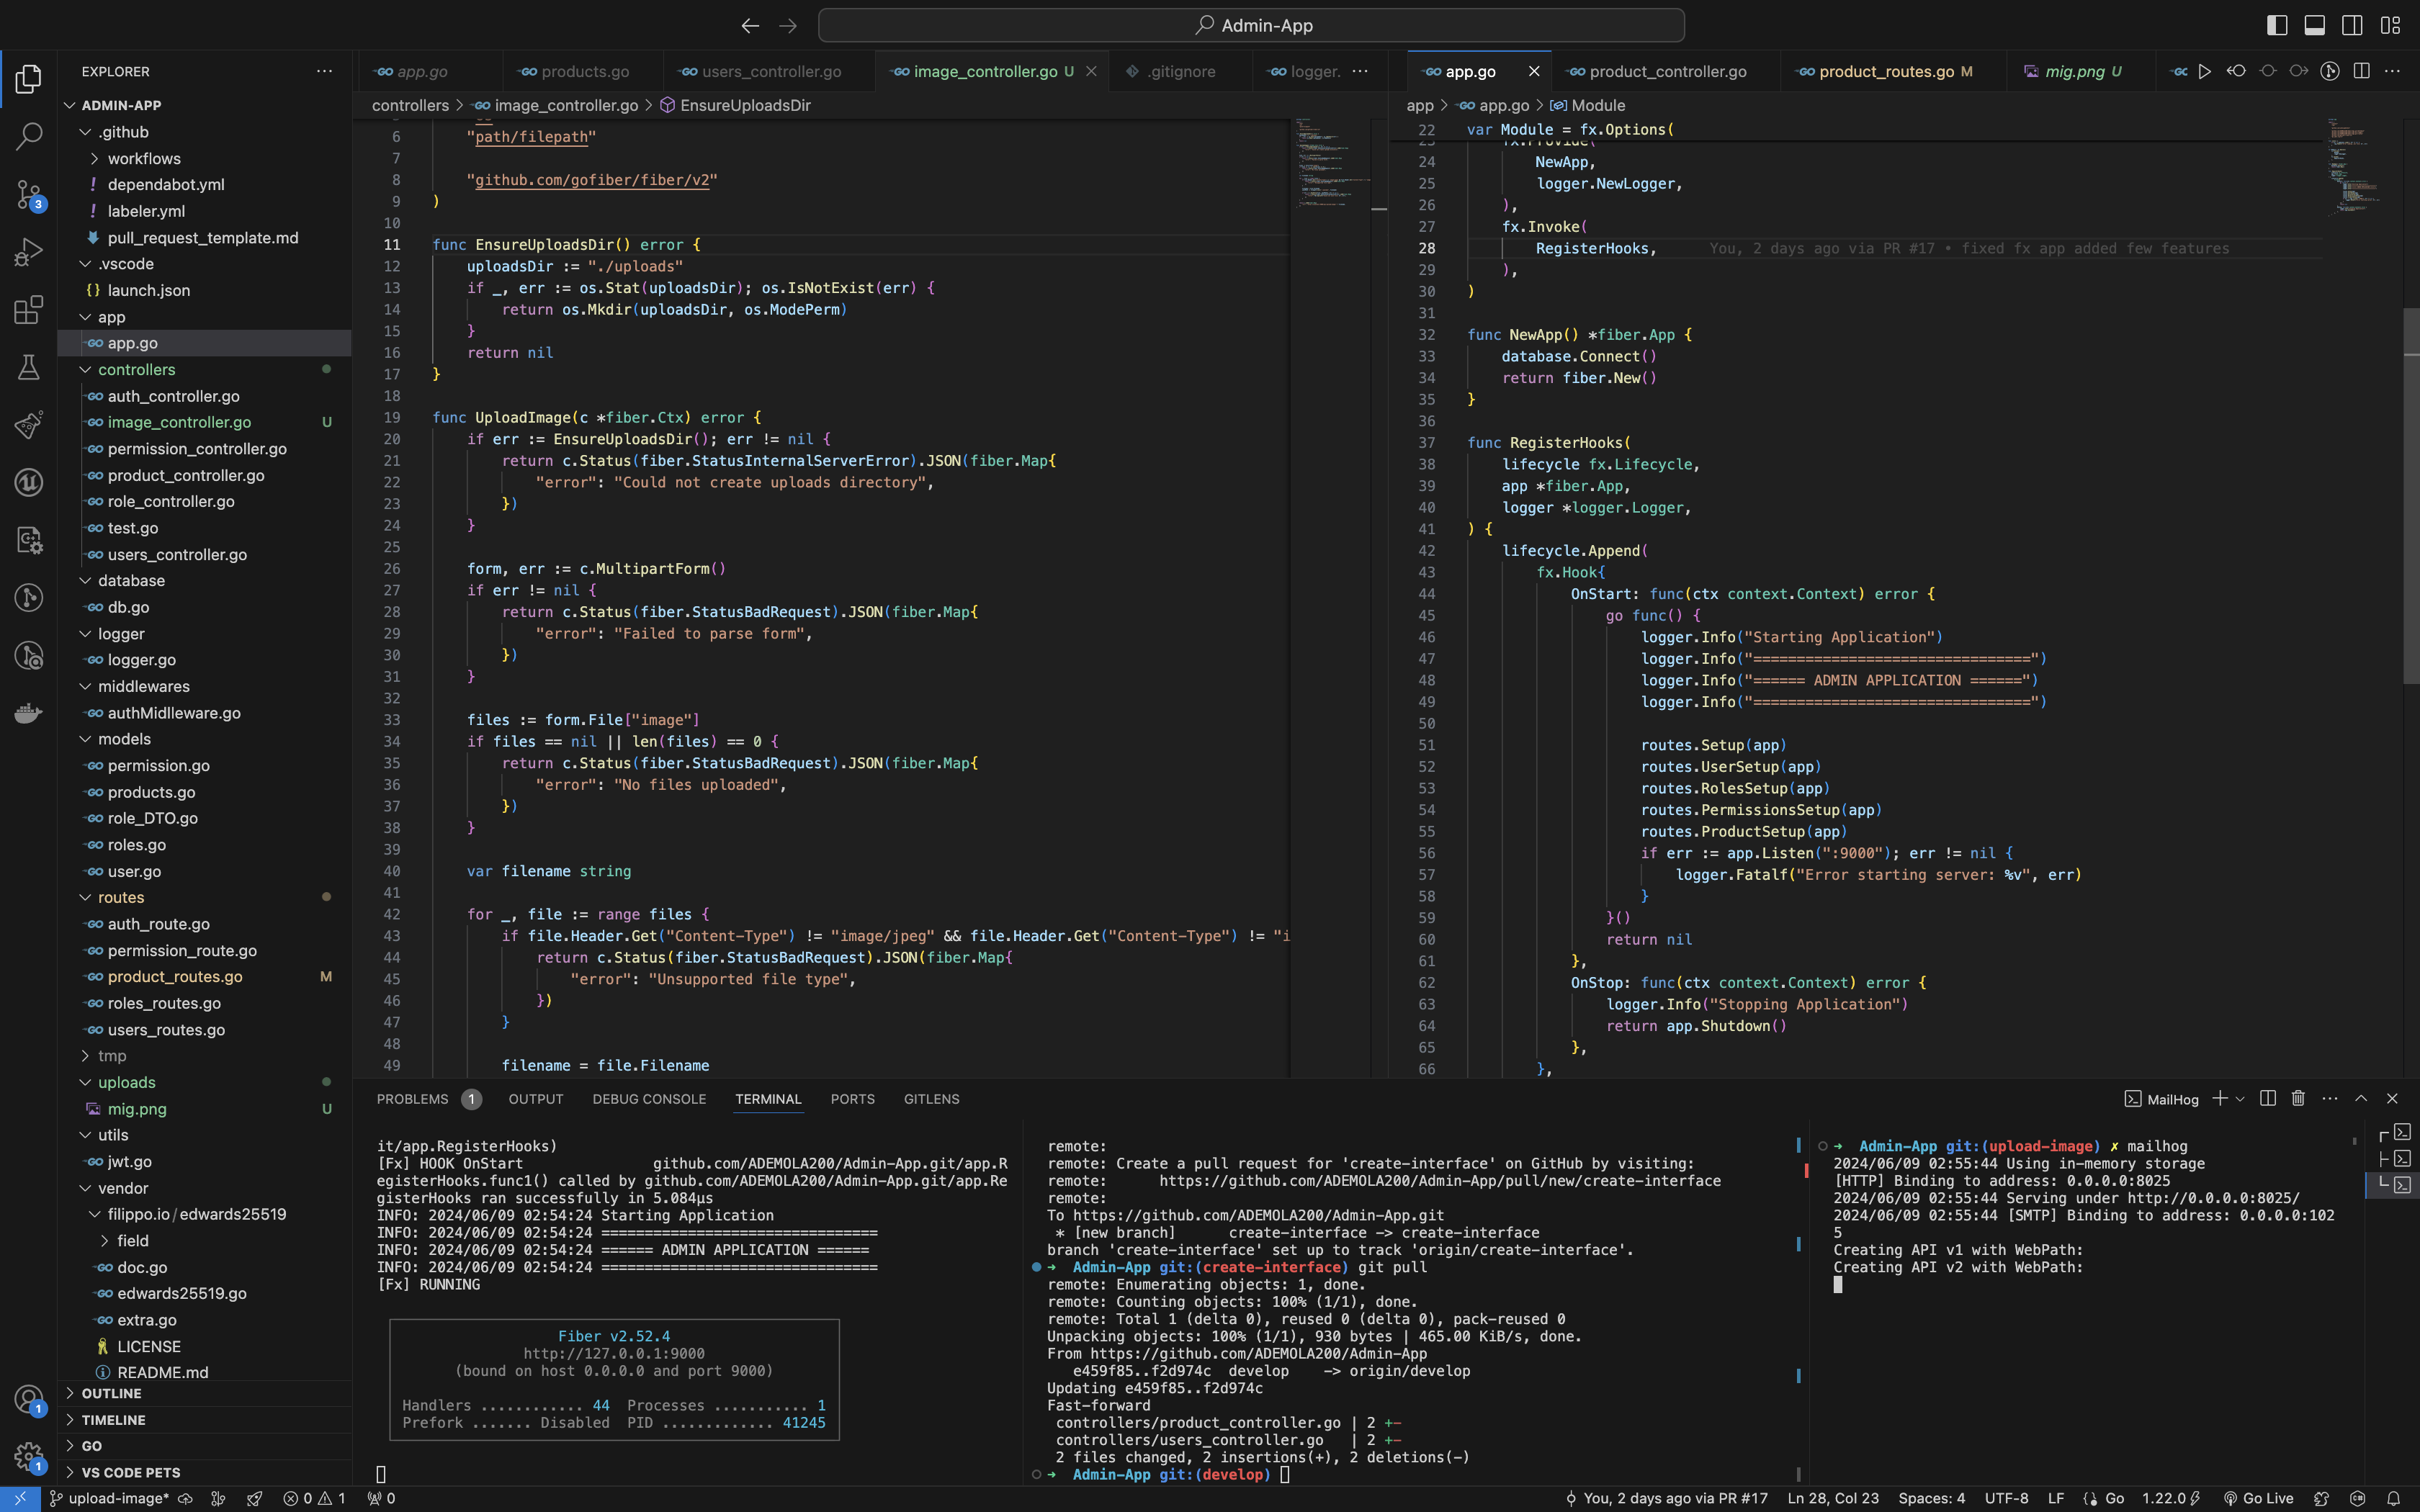 Admin-App
EXPLORER
ADMIN-APP
.github
workflows
dependabot.yml
labeler.yml
pull_request_template.md
.vscode
launch.json
app
app.go
controllers
auth_controller.go
image_controller.go U
permission_controller.go
product_controller.go
role_controller.go
test.go
users_controller.go
database
db.go
logger
logger.go
middlewares
authMidlleware.go
models
permission.go
products.go
role_DTO.go
roles.go
user.go
routes
auth_route.go
permission_route.go
product_routes.go M
roles_routes.go
users_routes.go
tmp
uploads
mig.png U
utils
jwt.go
vendor
filippo.io/edwards25519
field
doc.go
edwards25519.go
extra.go
LICENSE
README.md
OUTLINE
TIMELINE
GO
VS CODE PETS
3
1
1
app.go products.go users_controller.go image_controller.go U .gitignore logger.
controllers > image_controller.go > EnsureUploadsDir
6 "path/filepath"
7
8 "github.com/gofiber/fiber/v2"
9 )
10
11 func EnsureUploadsDir() error {
12 uploadsDir := "./uploads"
13 if _, err := os.Stat(uploadsDir); os.IsNotExist(err) {
14 return os.Mkdir(uploadsDir, os.ModePerm)
15 }
16 return nil
17 }
18
19 func UploadImage(c *fiber.Ctx) error {
20 if err := EnsureUploadsDir(); err != nil {
21 return c.Status(fiber.StatusInternalServerError).JSON(fiber.Map{
22 "error": "Could not create uploads directory",
23 })
24 }
25
26 form, err := c.MultipartForm()
27 if err != nil {
28 return c.Status(fiber.StatusBadRequest).JSON(fiber.Map{
29 "error": "Failed to parse form",
30 })
31 }
32
33 files := form.File["image"]
34 if files == nil || len(files) == 0 {
35 return c.Status(fiber.StatusBadRequest).JSON(fiber.Map{
36 "error": "No files uploaded",
37 })
38 }
39
40 var filename string
41
42 for _, file := range files {
43 if file.Header.Get("Content-Type") != "image/jpeg" && file.Header.Get("Content-Type") != "i
44 return c.Status(fiber.StatusBadRequest).JSON(fiber.Map{
45 "error": "Unsupported file type",
46 })
47 }
48
49 filename = file.Filename
app.go product_controller.go product_routes.go M mig.png U
app > app.go > Module
22 var Module = fx.Options(
23 fx.Provide(
24 NewApp,
25 logger.NewLogger,
26 ),
27 fx.Invoke(
28 RegisterHooks, You, 2 days ago via PR #17 • fixed fx app added few features
29 ),
30 )
31
32 func NewApp() *fiber.App {
33 database.Connect()
34 return fiber.New()
35 }
36
37 func RegisterHooks(
38 lifecycle fx.Lifecycle,
39 app *fiber.App,
40 logger *logger.Logger,
41 ) {
42 lifecycle.Append(
43 fx.Hook{
44 OnStart: func(ctx context.Context) error {
45 go func() {
46 logger.Info("Starting Application")
47 logger.Info("================================")
48 logger.Info("====== ADMIN APPLICATION ======")
49 logger.Info("================================")
50
51 routes.Setup(app)
52 routes.UserSetup(app)
53 routes.RolesSetup(app)
54 routes.PermissionsSetup(app)
55 routes.ProductSetup(app)
56 if err := app.Listen(":9000"); err != nil {
57 logger.Fatalf("Error starting server: %v", err)
58 }
59 }()
60 return nil
61 },
62 OnStop: func(ctx context.Context) error {
63 logger.Info("Stopping Application")
64 return app.Shutdown()
65 },
66 },
PROBLEMS 1 OUTPUT DEBUG CONSOLE TERMINAL PORTS GITLENS
MailHog
it/app.RegisterHooks)
[Fx] HOOK OnStart github.com/ADEMOLA200/Admin-App.git/app.R
egisterHooks.func1() called by github.com/ADEMOLA200/Admin-App.git/app.Re
gisterHooks ran successfully in 5.084µs
INFO: 2024/06/09 02:54:24 Starting Application
INFO: 2024/06/09 02:54:24 ================================
INFO: 2024/06/09 02:54:24 ====== ADMIN APPLICATION ======
INFO: 2024/06/09 02:54:24 ================================
[Fx] RUNNING
Fiber v2.52.4
http://127.0.0.1:9000
(bound on host 0.0.0.0 and port 9000)
Handlers ............ 44 Processes ........... 1
Prefork ....... Disabled PID ............. 41245
remote:
remote: Create a pull request for 'create-interface' on GitHub by visiting:
remote: https://github.com/ADEMOLA200/Admin-App/pull/new/create-interface
remote:
To https://github.com/ADEMOLA200/Admin-App.git
* [new branch] create-interface -> create-interface
branch 'create-interface' set up to track 'origin/create-interface'.
➜ Admin-App git:(create-interface) git pull
remote: Enumerating objects: 1, done.
remote: Counting objects: 100% (1/1), done.
remote: Total 1 (delta 0), reused 0 (delta 0), pack-reused 0
Unpacking objects: 100% (1/1), 930 bytes | 465.00 KiB/s, done.
From https://github.com/ADEMOLA200/Admin-App
e459f85..f2d974c develop -> origin/develop
Updating e459f85..f2d974c
Fast-forward
controllers/product_controller.go | 2 +-
controllers/users_controller.go | 2 +-
2 files changed, 2 insertions(+), 2 deletions(-)
➜ Admin-App git:(develop)
➜ Admin-App git:(upload-image) ✗ mailhog
2024/06/09 02:55:44 Using in-memory storage
[HTTP] Binding to address: 0.0.0.0:8025
2024/06/09 02:55:44 Serving under http://0.0.0.0:8025/
2024/06/09 02:55:44 [SMTP] Binding to address: 0.0.0.0:102
5
Creating API v1 with WebPath:
Creating API v2 with WebPath:
upload-image* 0 1 0
You, 2 days ago via PR #17 Ln 28, Col 23 Spaces: 4 UTF-8 LF Go 1.22.0 Go Live